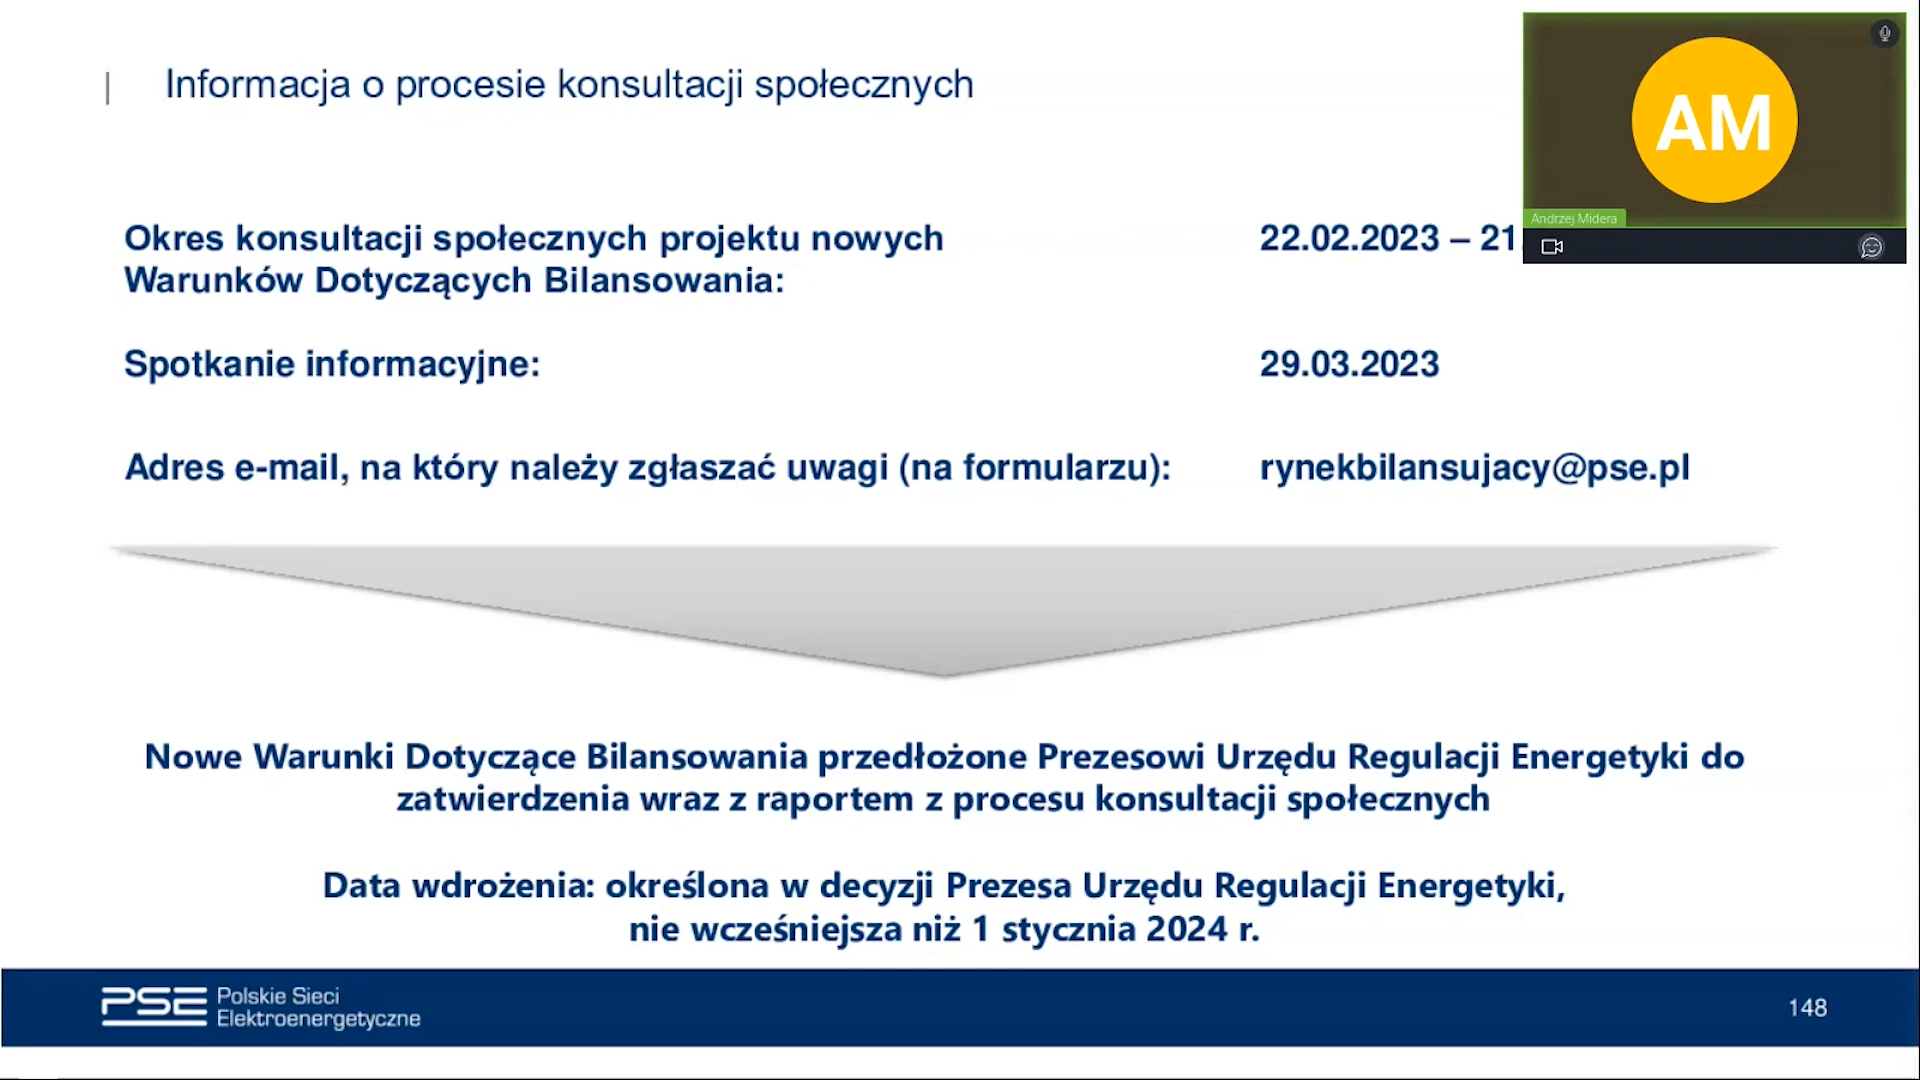 Informacja o procesie konsultacji społecznych
AM
Andrzej Midera
Okres konsultacji społecznych projektu nowych
Warunków Dotyczących Bilansowania:
22.02.2023 – 21
Spotkanie informacyjne:
29.03.2023
Adres e-mail, na który należy zgłaszać uwagi (na formularzu):
rynekbilansujacy@pse.pl
Nowe Warunki Dotyczące Bilansowania przedłożone Prezesowi Urzędu Regulacji Energetyki do
zatwierdzenia wraz z raportem z procesu konsultacji społecznych
Data wdrożenia: określona w decyzji Prezesa Urzędu Regulacji Energetyki,
nie wcześniejsza niż 1 stycznia 2024 r.
PSE
Polskie Sieci
Elektroenergetyczne
148